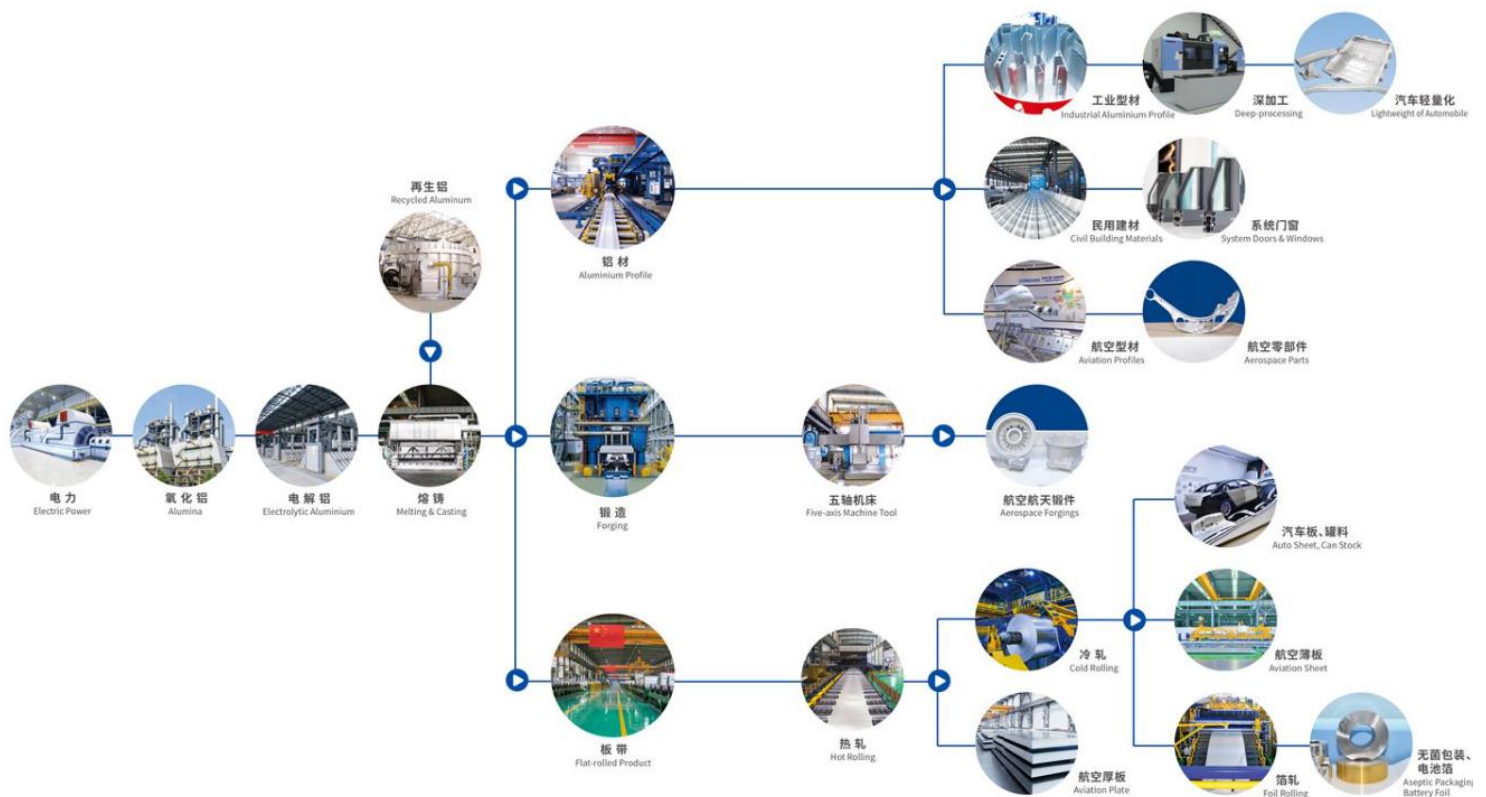 工业型材
Industrial Aluminium Profile
深加工
Deep-processing
汽车轻量化
Lightweight of Automobile
再生铝
Recycled Aluminum
铝材
Aluminium Profile
民用建材
Civil Building Materials
系统门窗
System Doors & Windows
航空型材
Aviation Profiles
航空零部件
Aerospace Parts
电力
Electric Power
氧化铝
Alumina
电解铝
Electrolytic Aluminium
熔铸
Melting & Casting
锻造
Forging
五轴机床
Five-axis Machine Tool
航空航天锻件
Aerospace Forgings
汽车板、罐料
Auto Sheet, Can Stock
板带
Flat-rolled Product
热轧
Hot Rolling
冷轧
Cold Rolling
航空薄板
Aviation Sheet
航空厚板
Aviation Plate
箔轧
Foil Rolling
无菌包装、
电池箔
Aseptic Packaging
Battery Foil